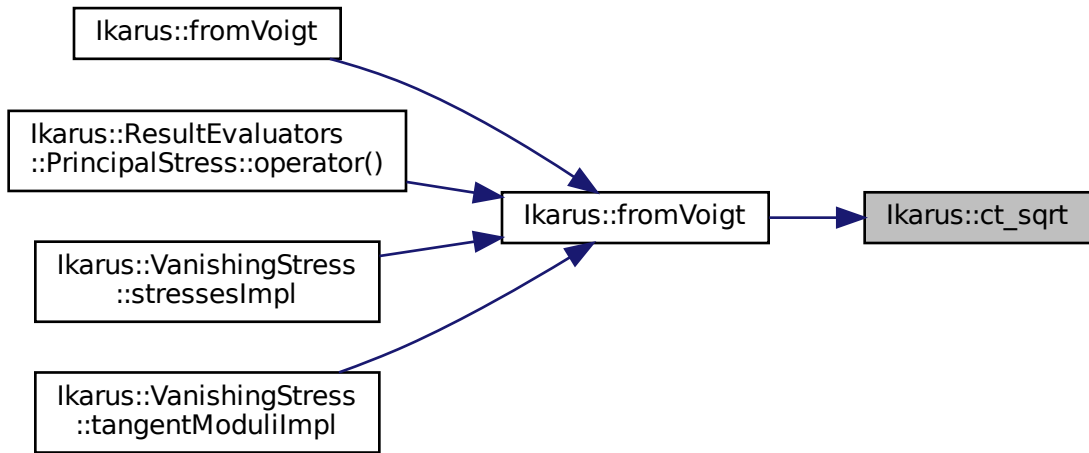 Ikarus::fromVoigt
Ikarus::ResultEvaluators
::PrincipalStress::operator()
Ikarus::VanishingStress
::stressesImpl
Ikarus::VanishingStress
::tangentModuliImpl
Ikarus::fromVoigt
Ikarus::ct_sqrt